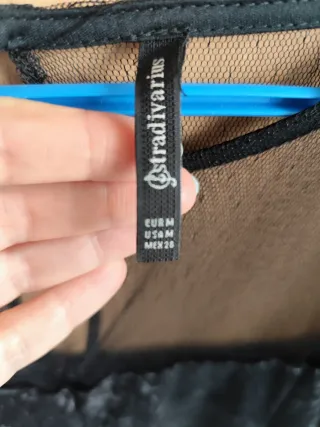 stradivarius
EUR M
USA M
MEX 28